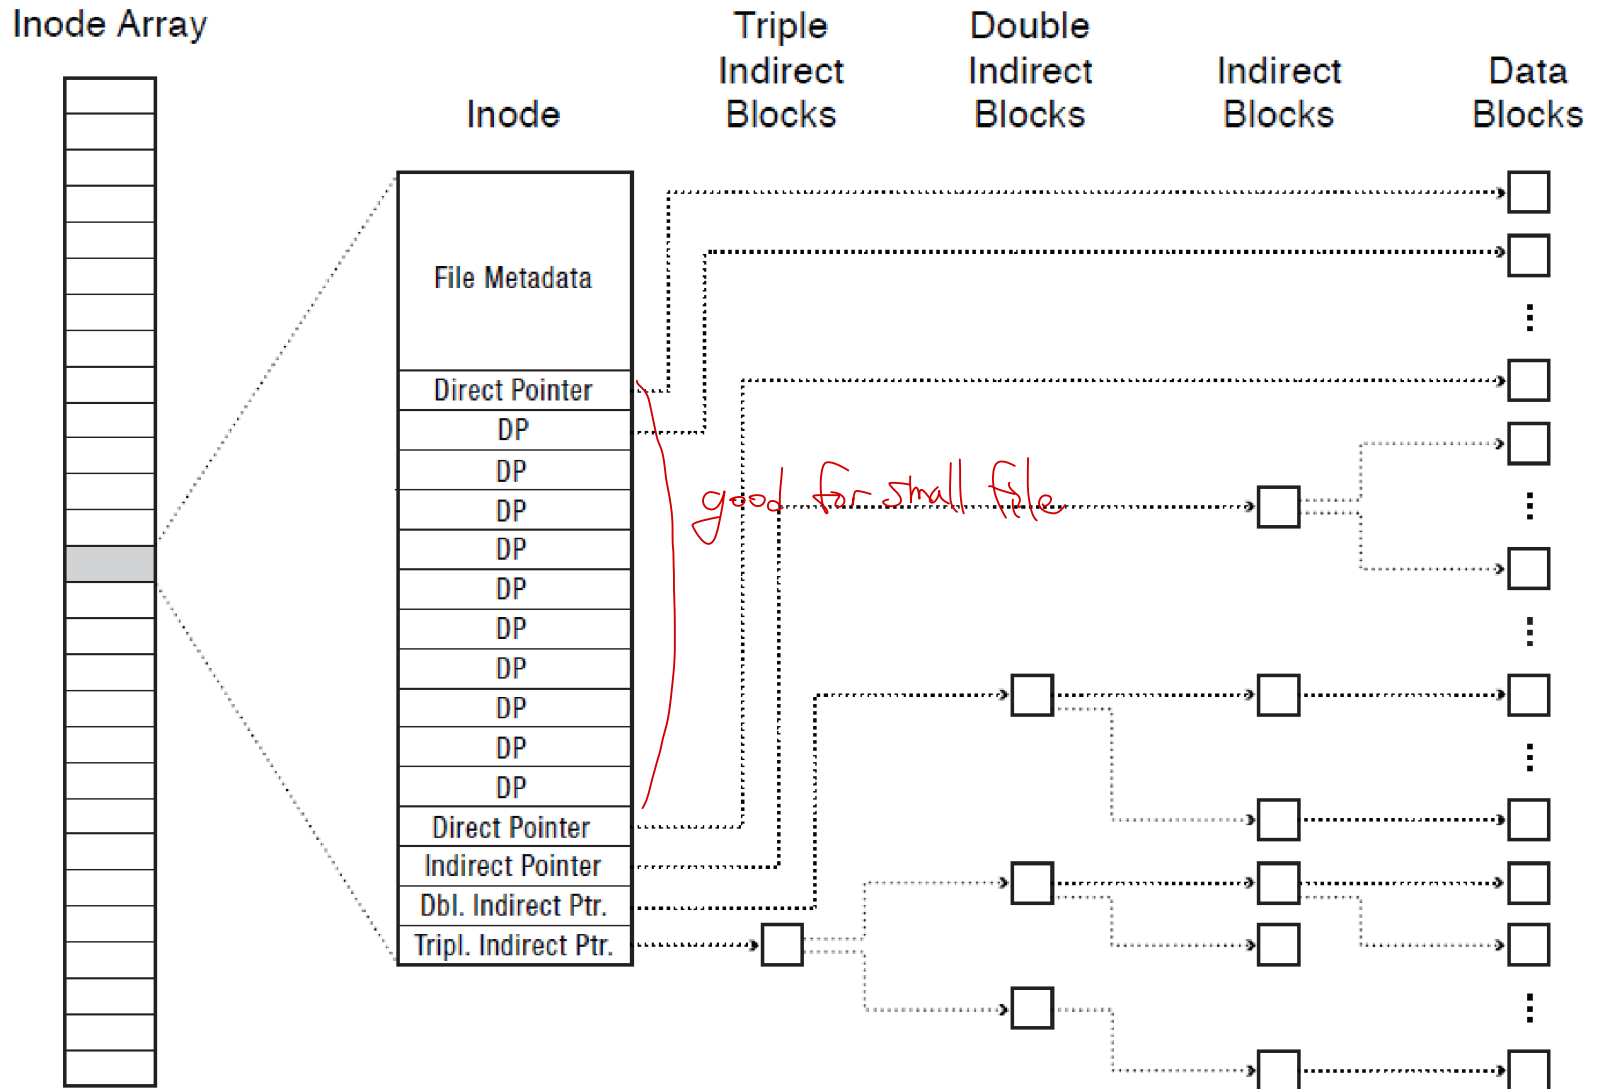 Inode Array
Triple
Indirect
Blocks
Double
Indirect
Blocks
Indirect
Blocks
Data
Blocks
Inode
File Metadata
Direct Pointer
DP
DP
DP
DP
DP
DP
DP
DP
DP
DP
Direct Pointer
Indirect Pointer
Dbl. Indirect Ptr.
Tripl. Indirect Ptr.
good for small file